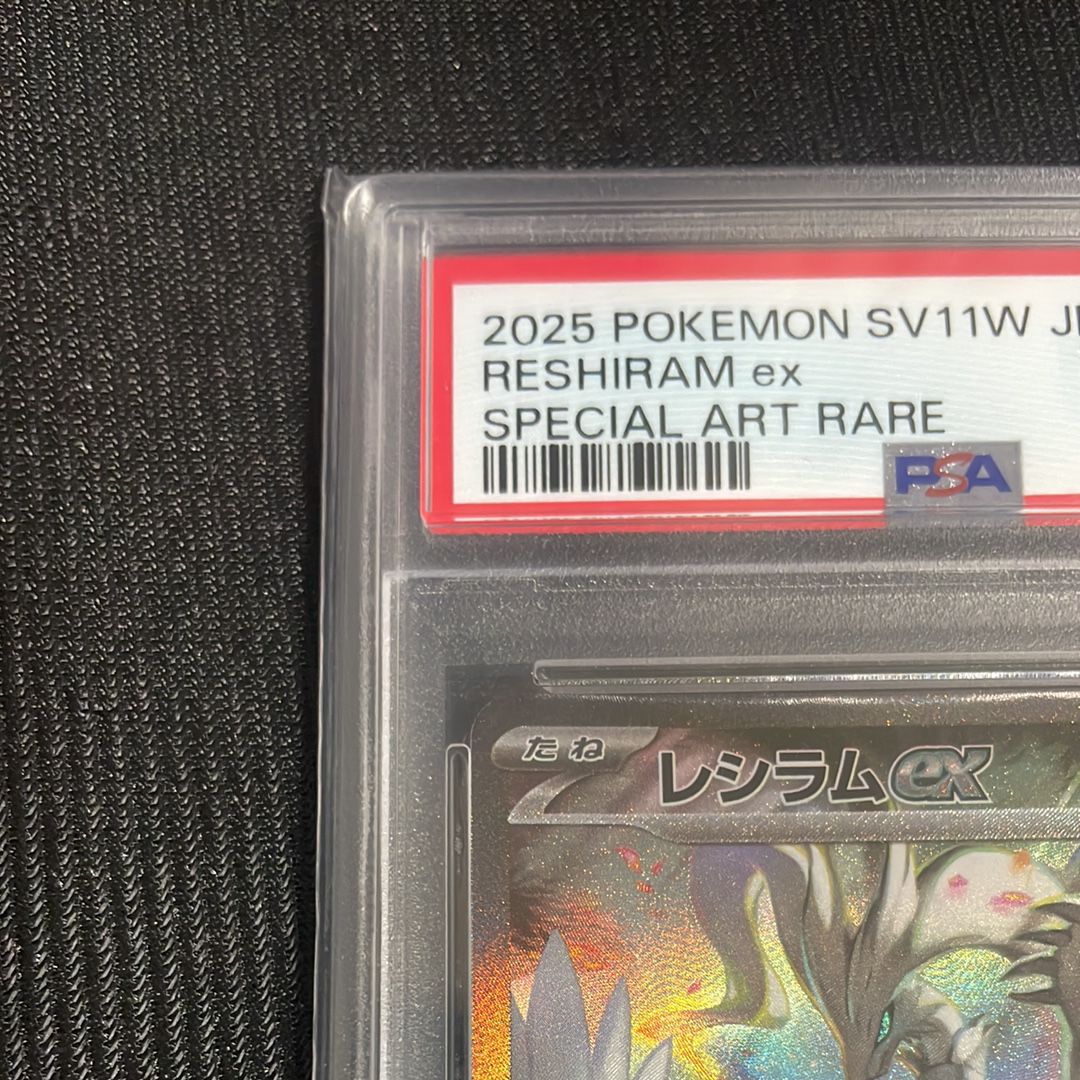 2025 POKEMON SV11W
RESHIRAM ex
SPECIAL ART RARE
PSA
たね
レシラムex